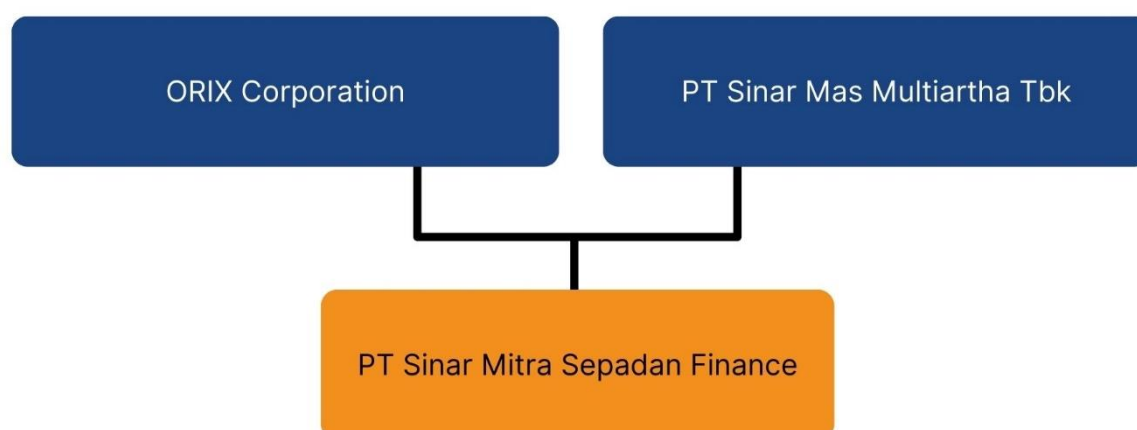 ORIX Corporation
PT Sinar Mas Multiartha Tbk
PT Sinar Mitra Sepadan Finance